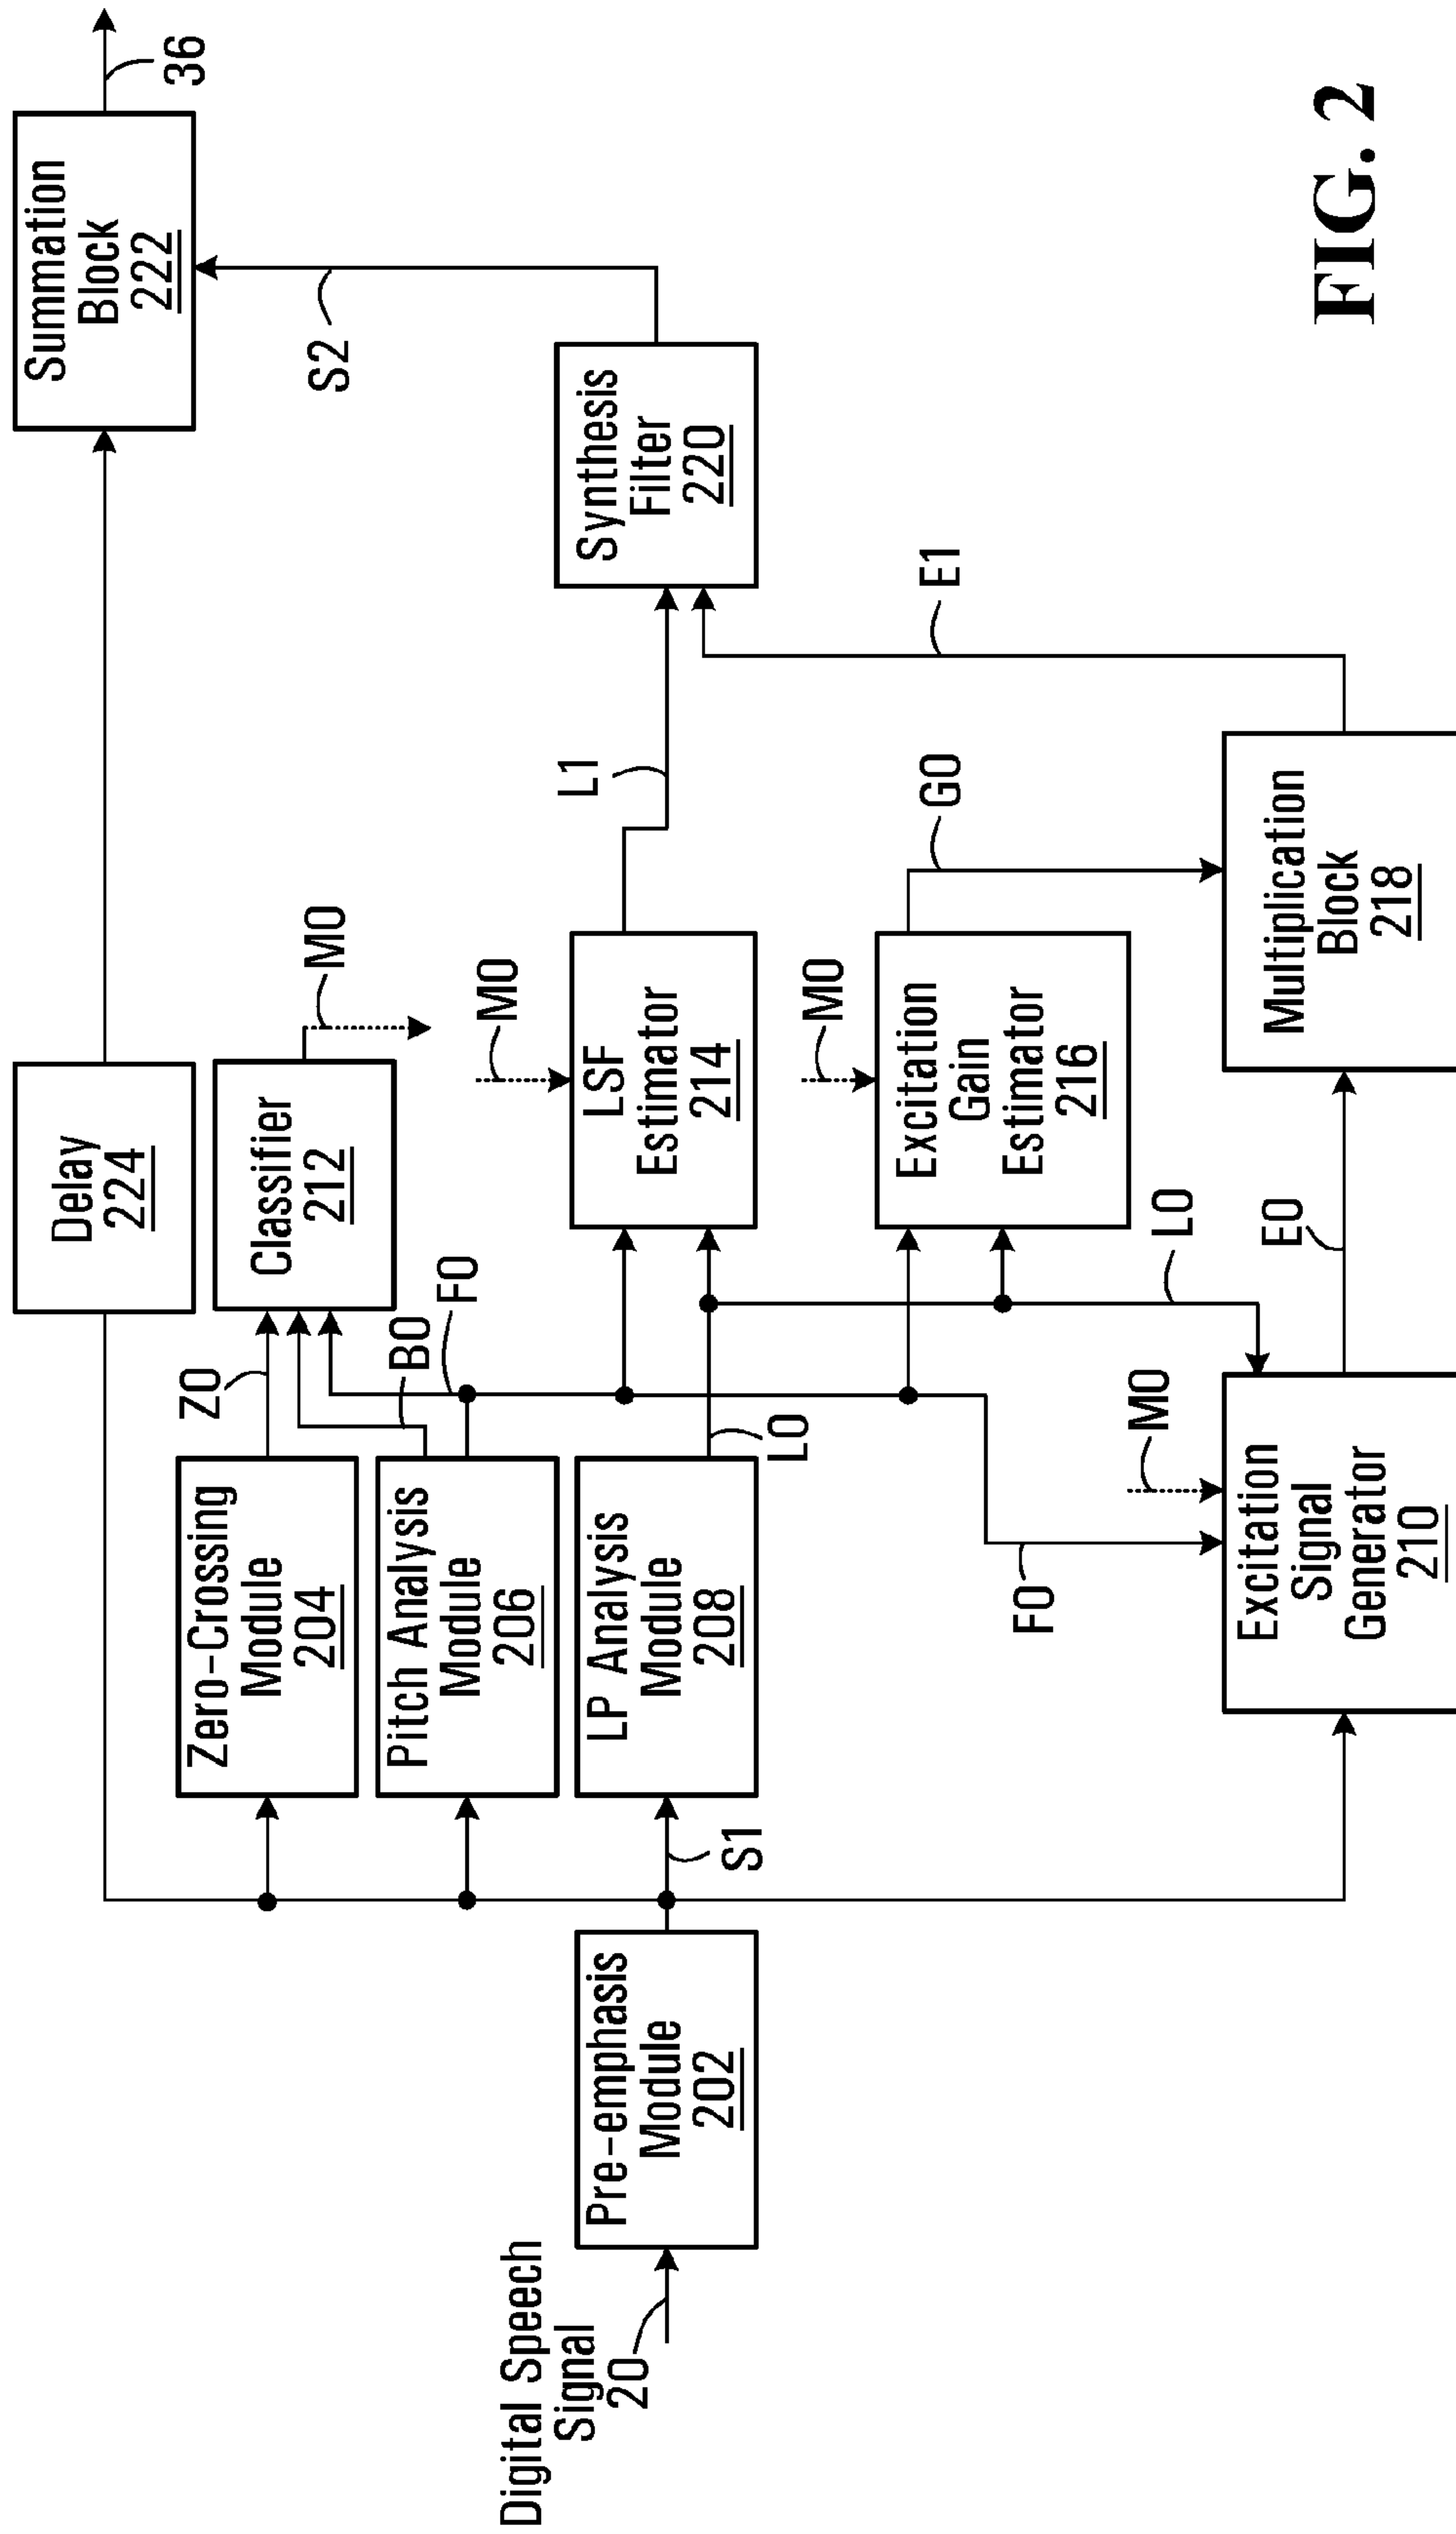 Digital Speech
Signal
20
Pre-emphasis
Module
202
S1
Zero-Crossing
Module
204
Pitch Analysis
Module
206
LP Analysis
Module
208
Z0
B0
F0
L0
F0
M0
Excitation
Signal
Generator
210
Delay
224
Classifier
212
M0
M0
LSF
Estimator
214
M0
Excitation
Gain
Estimator
216
L0
E0
L1
G0
Multiplication
Block
218
E1
Synthesis
Filter
220
S2
Summation
Block
222
36
FIG. 2